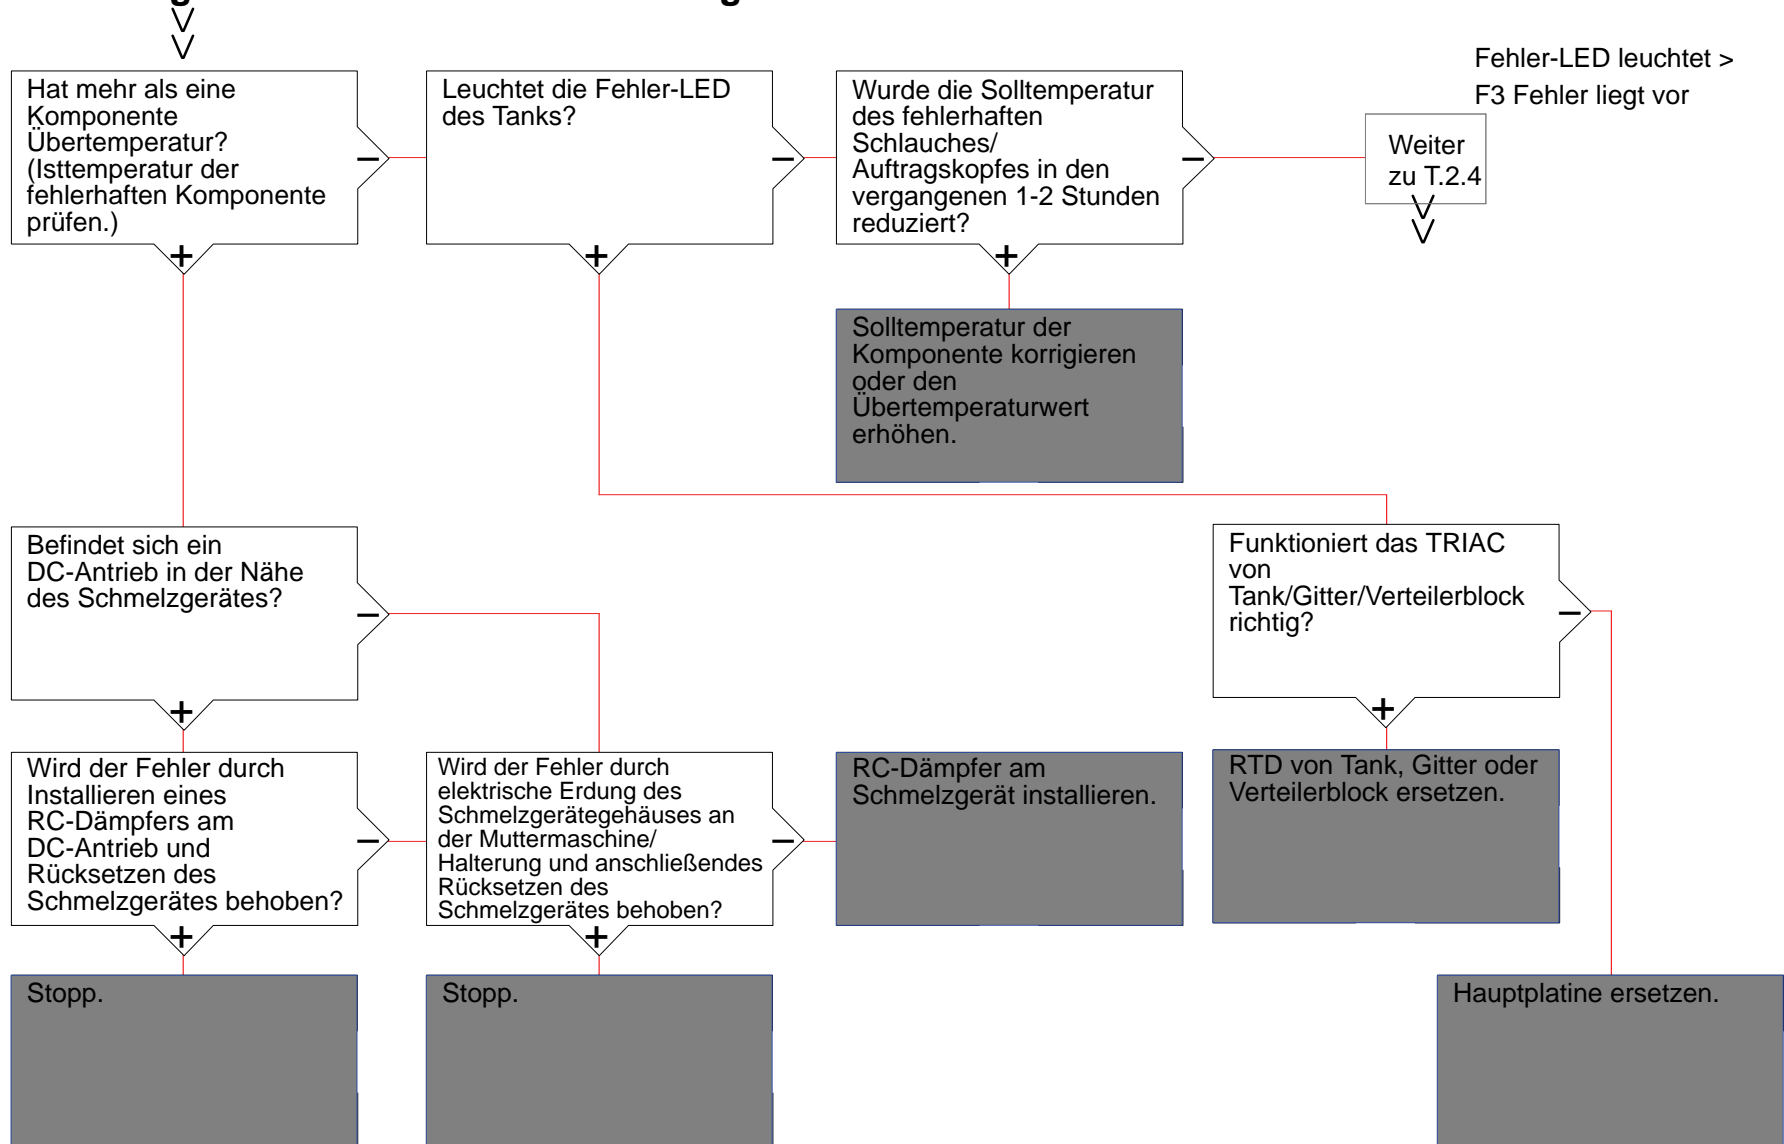 Hat mehr als eine
Komponente
Übertemperatur?
(Isttemperatur der
fehlerhaften Komponente
prüfen.)
−
+
Leuchtet die Fehler-LED
des Tanks?
−
+
Wurde die Solltemperatur
des fehlerhaften
Schlauches/
Auftragskopfes in den
vergangenen 1-2 Stunden
reduziert?
−
+
Fehler-LED leuchtet >
F3 Fehler liegt vor
Weiter
zu T.2.4
Solltemperatur der
Komponente korrigieren
oder den
Übertemperaturwert
erhöhen.
Befindet sich ein
DC-Antrieb in der Nähe
des Schmelzgerätes?
−
+
Funktioniert das TRIAC
von
Tank/Gitter/Verteilerblock
richtig?
−
+
Wird der Fehler durch
Installieren eines
RC-Dämpfers am
DC-Antrieb und
Rücksetzen des
Schmelzgerätes behoben?
−
+
Wird der Fehler durch
elektrische Erdung des
Schmelzgerätegehäuses an
der Muttermaschine/
Halterung und anschließendes
Rücksetzen des
Schmelzgerätes behoben?
−
+
RC-Dämpfer am
Schmelzgerät installieren.
RTD von Tank, Gitter oder
Verteilerblock ersetzen.
Stopp.
Stopp.
Hauptplatine ersetzen.